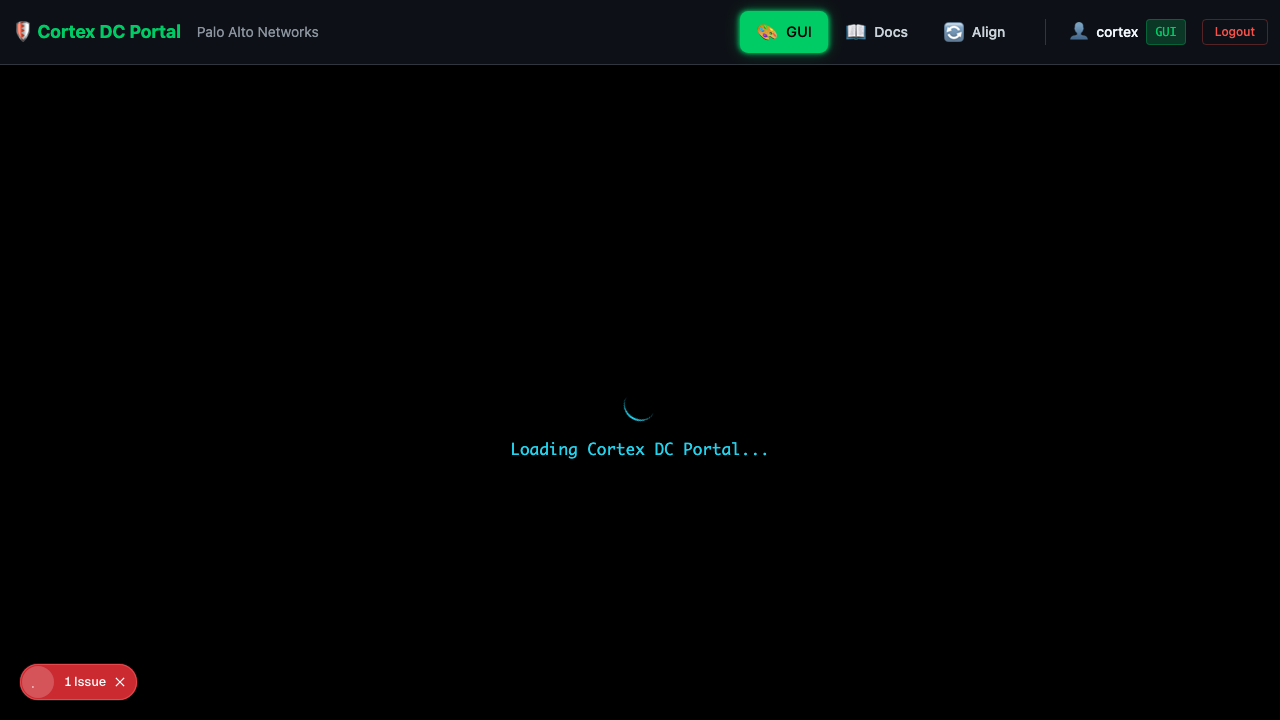 Cortex DC Portal Palo Alto Networks GUI Docs Align cortex GUI Logout
Loading Cortex DC Portal...
1 Issue